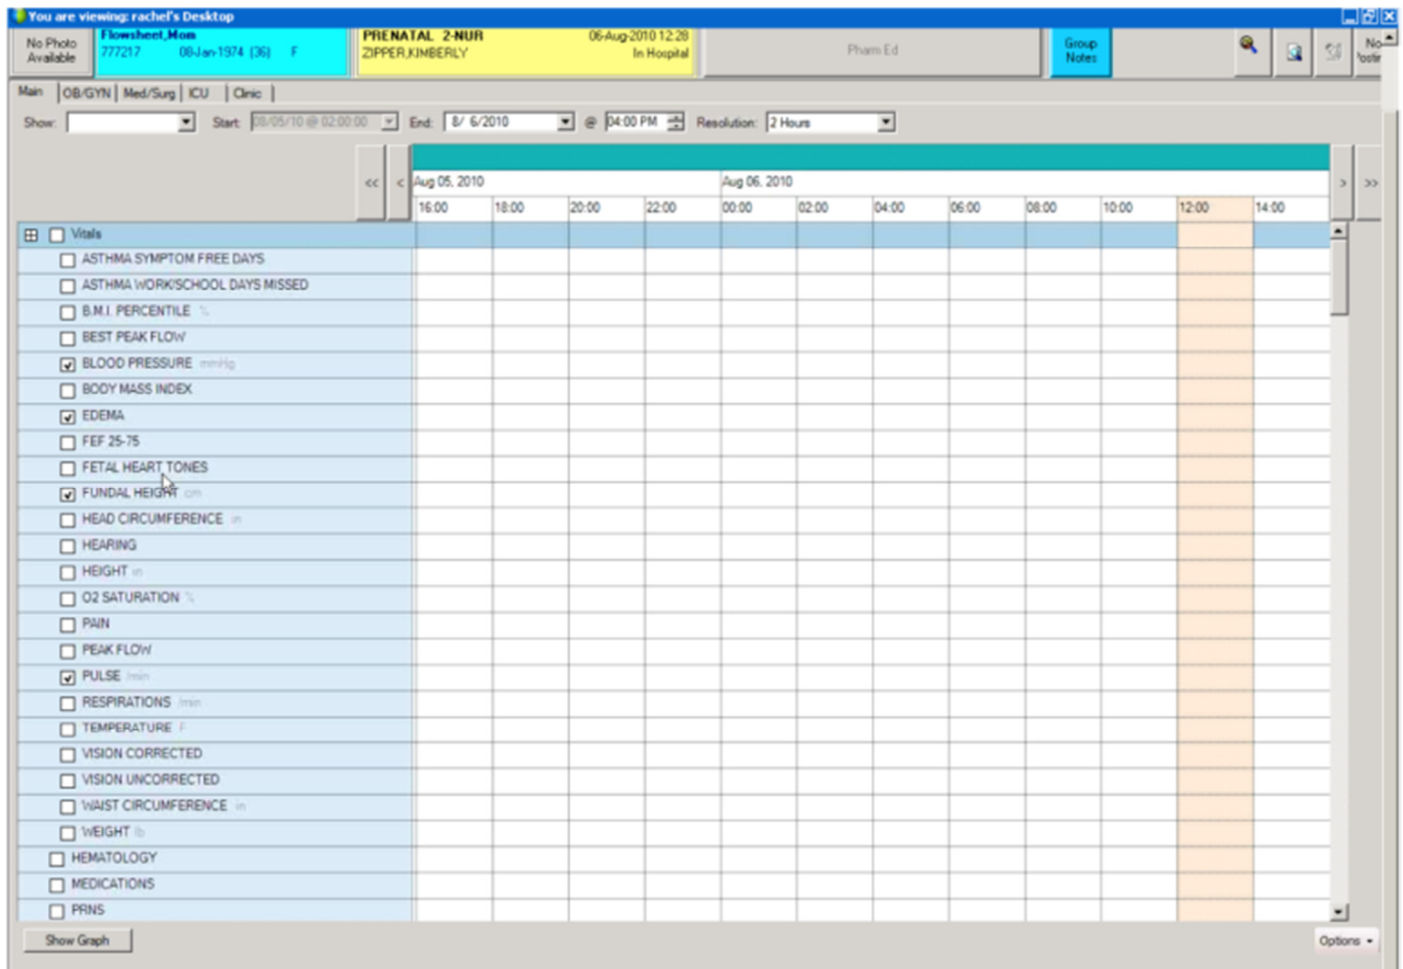 You are viewing: rachel's Desktop
No Photo Available
Flowsheet,Mom
777217 08-Jan-1974 (36) F
PRENATAL 2-NUR 06-Aug-2010 12:28
ZIPPER,KIMBERLY In Hospital
Pharm Ed
Group Notes
No
Main OB/GYN Med/Surg ICU Clinic
Show: Start: 08/05/10 @ 02:00:00 End: 8/ 6/2010 @ 04:00 PM Resolution: 2 Hours
<< < Aug 05, 2010 Aug 06, 2010 > >>
16:00 18:00 20:00 22:00 00:00 02:00 04:00 06:00 08:00 10:00 12:00 14:00
Vitals
ASTHMA SYMPTOM FREE DAYS
ASTHMA WORK/SCHOOL DAYS MISSED
B.M.I. PERCENTILE %
BEST PEAK FLOW
BLOOD PRESSURE mmHg
BODY MASS INDEX
EDEMA
FEF 25-75
FETAL HEART TONES
FUNDAL HEIGHT cm
HEAD CIRCUMFERENCE in
HEARING
HEIGHT in
O2 SATURATION %
PAIN
PEAK FLOW
PULSE /min
RESPIRATIONS /min
TEMPERATURE F
VISION CORRECTED
VISION UNCORRECTED
WAIST CIRCUMFERENCE in
WEIGHT lb
HEMATOLOGY
MEDICATIONS
PRNS
Show Graph Options